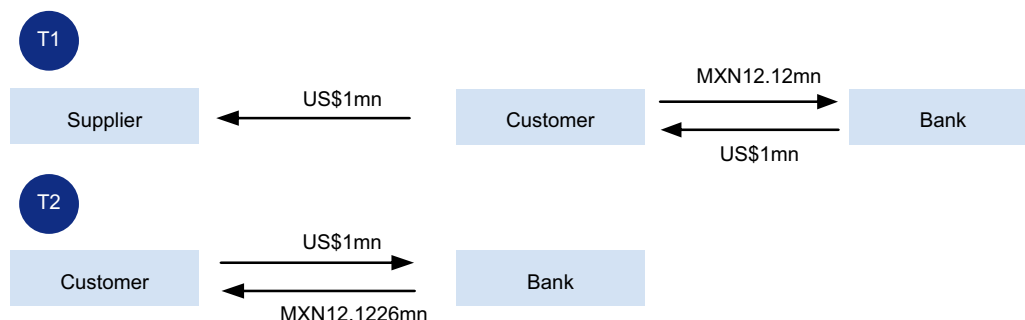 T1
MXN12.12mn
US$1mn
Supplier
Customer
Bank
US$1mn
T2
US$1mn
Customer
Bank
MXN12.1226mn